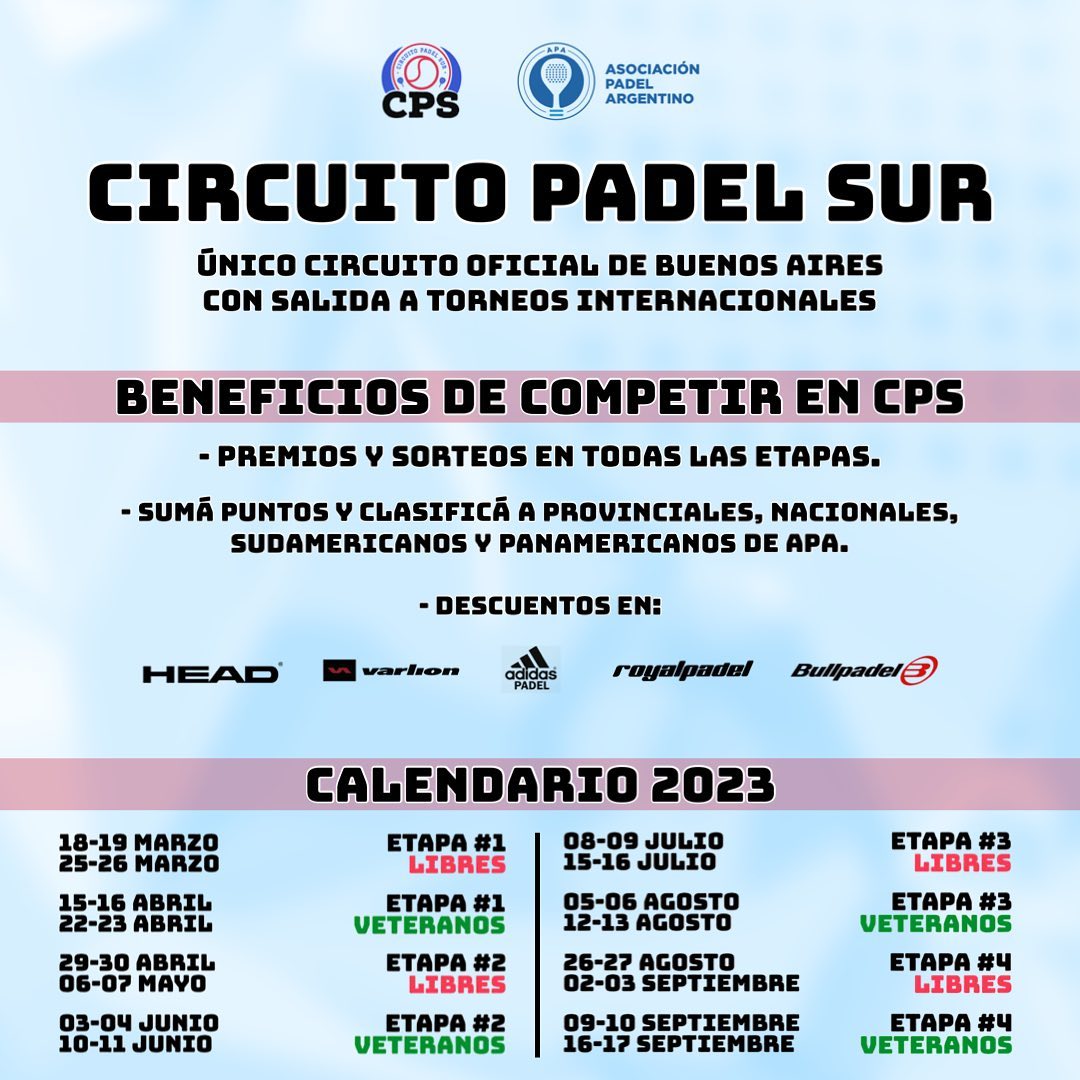 CIRCUITO PADEL SUR
CPS
APA
ASOCIACIÓN
PADEL
ARGENTINO
CIRCUITO PADEL SUR
ÚNICO CIRCUITO OFICIAL DE BUENOS AIRES
CON SALIDA A TORNEOS INTERNACIONALES
BENEFICIOS DE COMPETIR EN CPS
- PREMIOS Y SORTEOS EN TODAS LAS ETAPAS.
- SUMÁ PUNTOS Y CLASIFICÁ A PROVINCIALES, NACIONALES,
SUDAMERICANOS Y PANAMERICANOS DE APA.
- DESCUENTOS EN:
HEAD
varlion
adidas
PADEL
royalpadel
Bullpadel
CALENDARIO 2023
18-19 MARZO ETAPA #1
25-26 MARZO LIBRES
15-16 ABRIL ETAPA #1
22-23 ABRIL VETERANOS
29-30 ABRIL ETAPA #2
06-07 MAYO LIBRES
03-04 JUNIO ETAPA #2
10-11 JUNIO VETERANOS
08-09 JULIO ETAPA #3
15-16 JULIO LIBRES
05-06 AGOSTO ETAPA #3
12-13 AGOSTO VETERANOS
26-27 AGOSTO ETAPA #4
02-03 SEPTIEMBRE LIBRES
09-10 SEPTIEMBRE ETAPA #4
16-17 SEPTIEMBRE VETERANOS